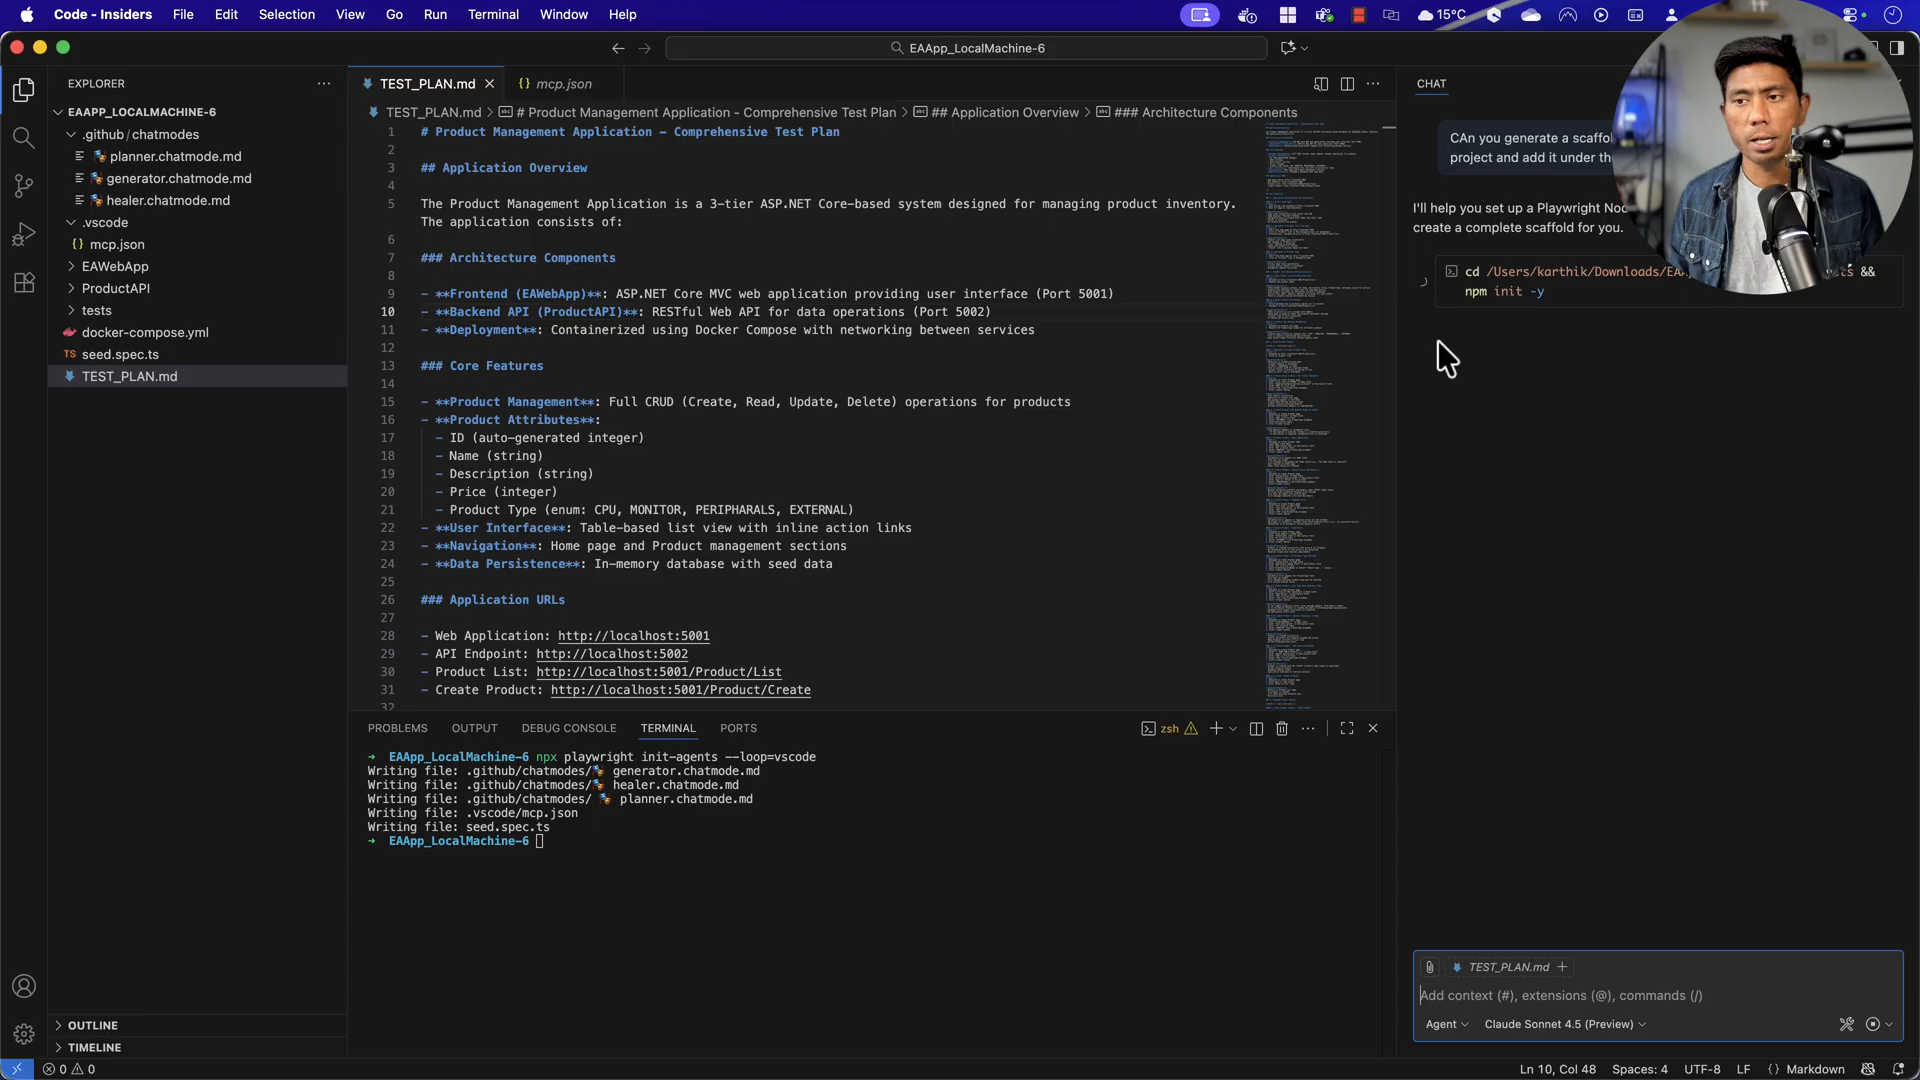 Code - Insiders File Edit Selection View Go Run Terminal Window Help 15°C
EAApp_LocalMachine-6
EXPLORER
EAAPP_LOCALMACHINE-6
.github/chatmodes
planner.chatmode.md
generator.chatmode.md
healer.chatmode.md
.vscode
mcp.json
EAWebApp
ProductAPI
tests
docker-compose.yml
TS seed.spec.ts
TEST_PLAN.md
OUTLINE
TIMELINE
TEST_PLAN.md
mcp.json
TEST_PLAN.md > # Product Management Application - Comprehensive Test Plan > ## Application Overview > ### Architecture Components
1 # Product Management Application - Comprehensive Test Plan
2
3 ## Application Overview
4
5 The Product Management Application is a 3-tier ASP.NET Core-based system designed for managing product inventory.
The application consists of:
6
7 ### Architecture Components
8
9 - **Frontend (EAWebApp)**: ASP.NET Core MVC web application providing user interface (Port 5001)
10 - **Backend API (ProductAPI)**: RESTful Web API for data operations (Port 5002)
11 - **Deployment**: Containerized using Docker Compose with networking between services
12
13 ### Core Features
14
15 - **Product Management**: Full CRUD (Create, Read, Update, Delete) operations for products
16 - **Product Attributes**:
17 - ID (auto-generated integer)
18 - Name (string)
19 - Description (string)
20 - Price (integer)
21 - Product Type (enum: CPU, MONITOR, PERIPHARALS, EXTERNAL)
22 - **User Interface**: Table-based list view with inline action links
23 - **Navigation**: Home page and Product management sections
24 - **Data Persistence**: In-memory database with seed data
25
26 ### Application URLs
27
28 - Web Application: http://localhost:5001
29 - API Endpoint: http://localhost:5002
30 - Product List: http://localhost:5001/Product/List
31 - Create Product: http://localhost:5001/Product/Create
32
PROBLEMS OUTPUT DEBUG CONSOLE TERMINAL PORTS
zsh
→ EAApp_LocalMachine-6 npx playwright init-agents --loop=vscode
Writing file: .github/chatmodes/ generator.chatmode.md
Writing file: .github/chatmodes/ healer.chatmode.md
Writing file: .github/chatmodes/ planner.chatmode.md
Writing file: .vscode/mcp.json
Writing file: seed.spec.ts
→ EAApp_LocalMachine-6
CHAT
CAn you generate a
project and add it under
I'll help you set up a Playwright
create a complete scaffold for you.
cd /Users/karthik/Downloads/ &&
npm init -y
TEST_PLAN.md +
Add context (#), extensions (@), commands (/)
Agent Claude Sonnet 4.5 (Preview)
0 0 Ln 10, Col 48 Spaces: 4 UTF-8 LF {} Markdown